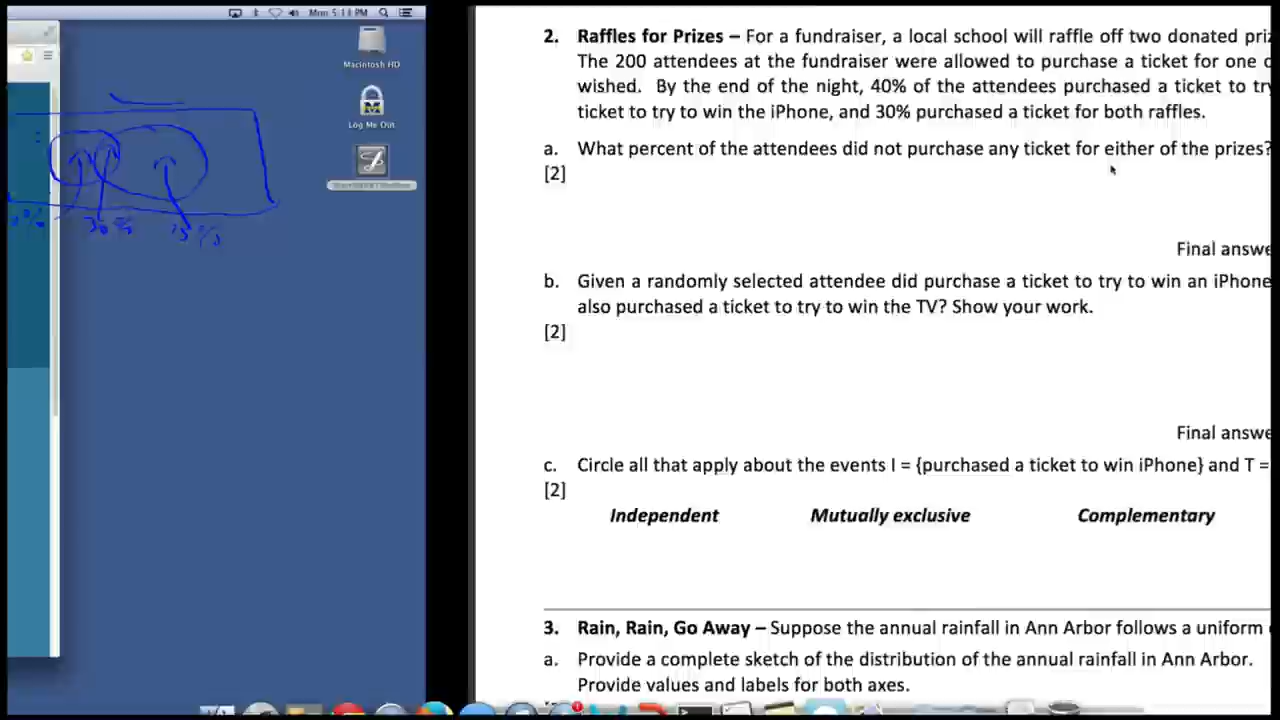 Mon 5:11 PM
Macintosh HD
Log Me Out
30%
2. Raffles for Prizes – For a fundraiser, a local school will raffle off two donated priz
The 200 attendees at the fundraiser were allowed to purchase a ticket for one o
wished. By the end of the night, 40% of the attendees purchased a ticket to try
ticket to try to win the iPhone, and 30% purchased a ticket for both raffles.
a. What percent of the attendees did not purchase any ticket for either of the prizes?
[2]
Final answe
b. Given a randomly selected attendee did purchase a ticket to try to win an iPhone
also purchased a ticket to try to win the TV? Show your work.
[2]
Final answe
c. Circle all that apply about the events I = {purchased a ticket to win iPhone} and T =
[2]
Independent Mutually exclusive Complementary
3. Rain, Rain, Go Away – Suppose the annual rainfall in Ann Arbor follows a uniform
a. Provide a complete sketch of the distribution of the annual rainfall in Ann Arbor.
Provide values and labels for both axes.